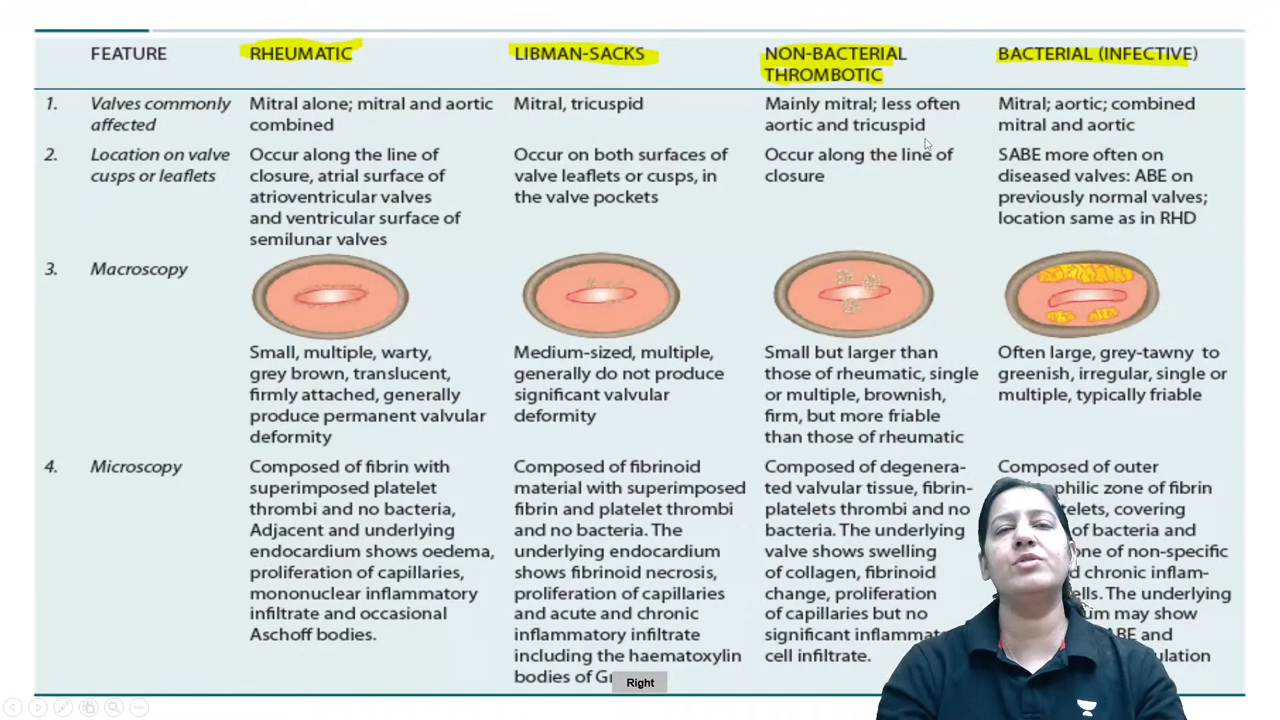 FEATURE RHEUMATIC LIBMAN-SACKS NON-BACTERIAL THROMBOTIC BACTERIAL (INFECTIVE)
1. Valves commonly affected
Mitral alone; mitral and aortic
combined
Mitral, tricuspid
Mainly mitral; less often
aortic and tricuspid
Mitral; aortic; combined
mitral and aortic
2. Location on valve
cusps or leaflets
Occur along the line of
closure, atrial surface of
atrioventricular valves
and ventricular surface of
semilunar valves
Occur on both surfaces of
valve leaflets or cusps, in
the valve pockets
Occur along the line of
closure
SABE more often on
diseased valves: ABE on
previously normal valves;
location same as in RHD
3. Macroscopy
Small, multiple, warty,
grey brown, translucent,
firmly attached, generally
produce permanent valvular
deformity
Medium-sized, multiple,
generally do not produce
significant valvular
deformity
Small but larger than
those of rheumatic, single
or multiple, brownish,
firm, but more friable
than those of rheumatic
Often large, grey-tawny to
greenish, irregular, single or
multiple, typically friable
4. Microscopy
Composed of fibrin with
superimposed platelet
thrombi and no bacteria,
Adjacent and underlying
endocardium shows oedema,
proliferation of capillaries,
mononuclear inflammatory
infiltrate and occasional
Aschoff bodies.
Composed of fibrinoid
material with superimposed
fibrin and platelet thrombi
and no bacteria. The
underlying endocardium
shows fibrinoid necrosis,
proliferation of capillaries
and acute and chronic
inflammatory infiltrate
including the haematoxylin
bodies of
Composed of degenera-
ted valvular tissue, fibrin-
platelets thrombi and no
bacteria. The underlying
valve shows swelling
of collagen, fibrinoid
change, proliferation
of capillaries but no
significant
cell infiltrate.
Composed of outer
zone of fibrin
covering
of bacteria and
of non-specific
chronic inflam-
The underlying
may show
and
Right